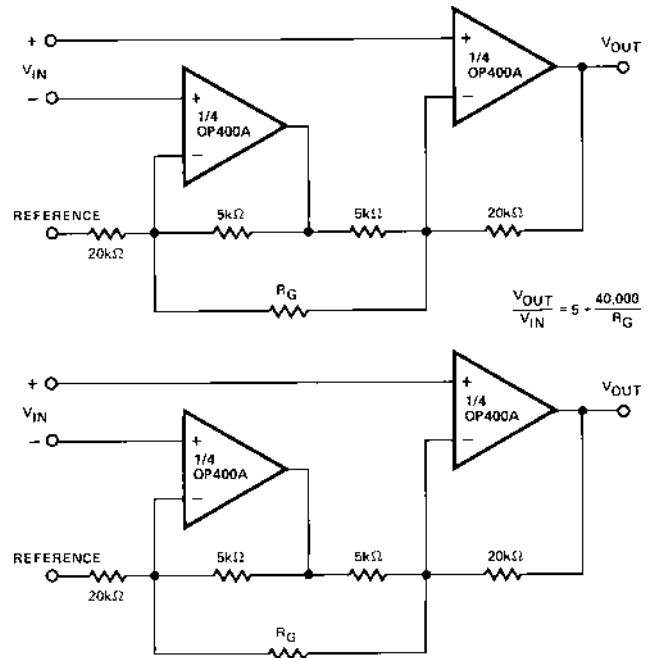 +
VIN
−
+
1/4
OP400A
−
+
1/4
OP400A
−
VOUT
REFERENCE
20kΩ
5kΩ
5kΩ
20kΩ
RG
VOUT/VIN = 5 + 40,000/RG
+
VIN
−
+
1/4
OP400A
−
+
1/4
OP400A
−
VOUT
REFERENCE
20kΩ
5kΩ
5kΩ
20kΩ
RG